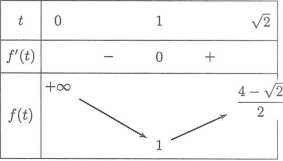 t 0 1 √2
f′(t) − 0 +
f(t) +∞ 1 (4 − √2)/2